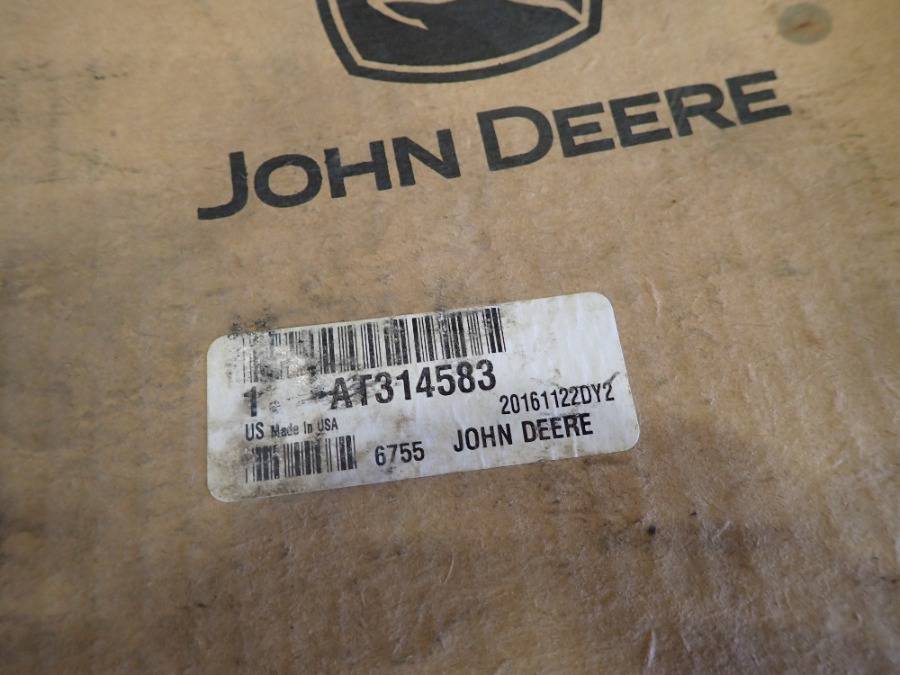 JOHN DEERE
1 AT314583
20161122DY2
US Made In USA
6755 JOHN DEERE